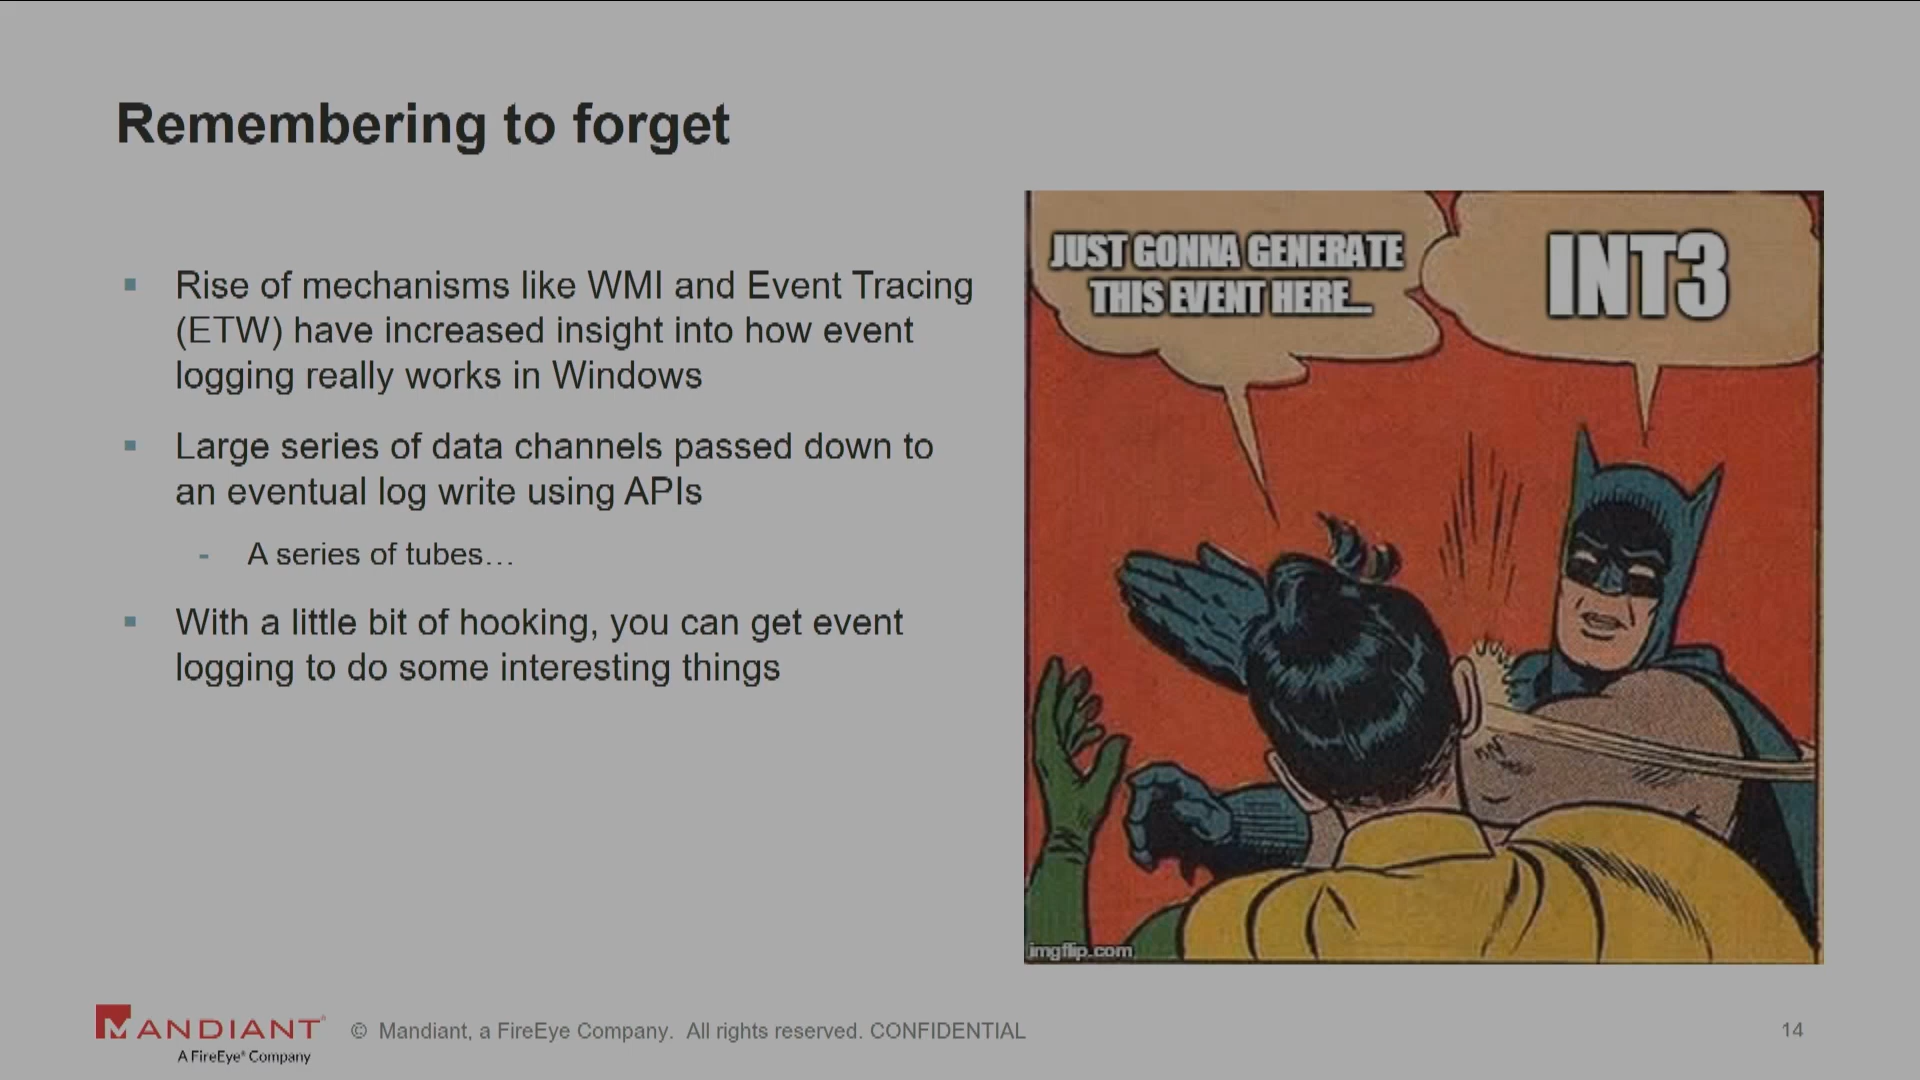 Remembering to forget
Rise of mechanisms like WMI and Event Tracing
(ETW) have increased insight into how event
logging really works in Windows
Large series of data channels passed down to
an eventual log write using APIs
- A series of tubes...
With a little bit of hooking, you can get event
logging to do some interesting things
JUST GONNA GENERATE
THIS EVENT HERE...
INT3
imgflip.com
MANDIANT
A FireEye® Company
© Mandiant, a FireEye Company. All rights reserved. CONFIDENTIAL
14